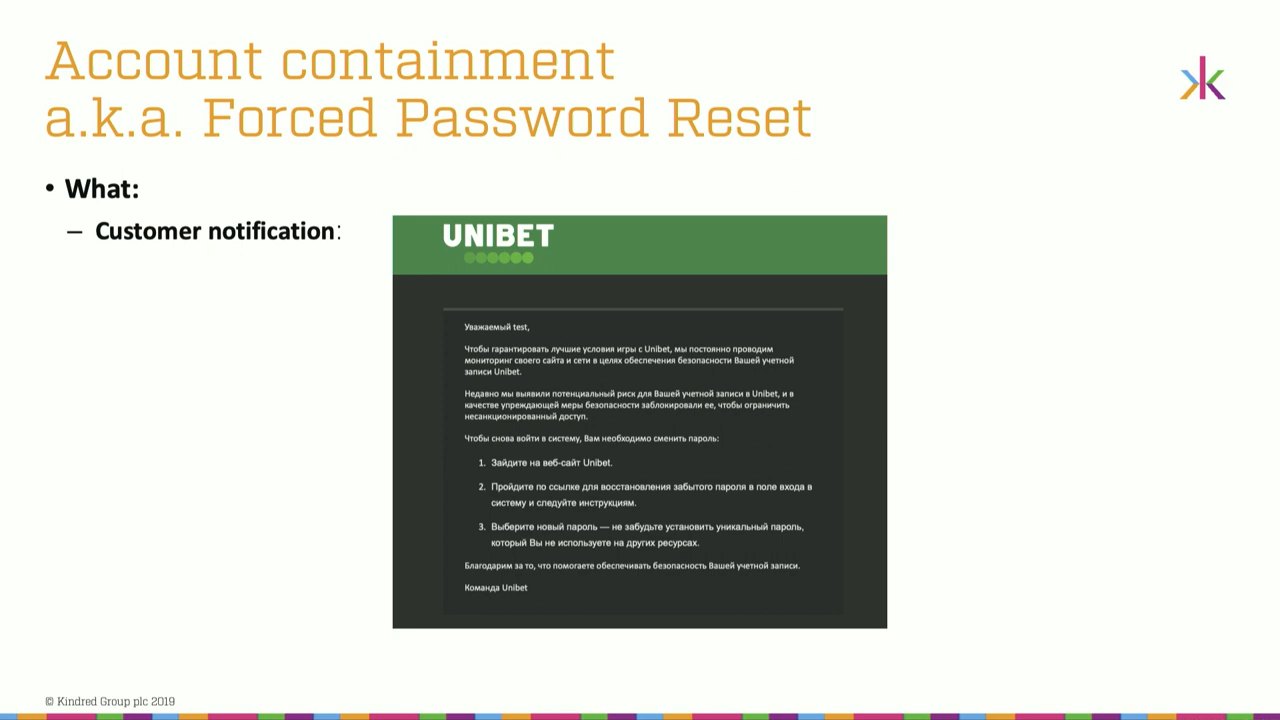 Account containment
a.k.a. Forced Password Reset
• What:
– Customer notification:
UNIBET
Уважаемый test,
Чтобы гарантировать лучшие условия игры с Unibet, мы постоянно проводим
мониторинг своего сайта и сети в целях обеспечения безопасности Вашей учетной
записи Unibet.
Недавно мы выявили потенциальный риск для Вашей учетной записи в Unibet, и в
качестве упреждающей меры безопасности заблокировали ее, чтобы ограничить
несанкционированный доступ.
Чтобы снова войти в систему, Вам необходимо сменить пароль:
1. Зайдите на веб-сайт Unibet.
2. Пройдите по ссылке для восстановления забытого пароля в поле входа в
систему и следуйте инструкциям.
3. Выберите новый пароль — не забудьте установить уникальный пароль,
который Вы не используете на других ресурсах.
Благодарим за то, что помогаете обеспечивать безопасность Вашей учетной записи.
Команда Unibet
© Kindred Group plc 2019